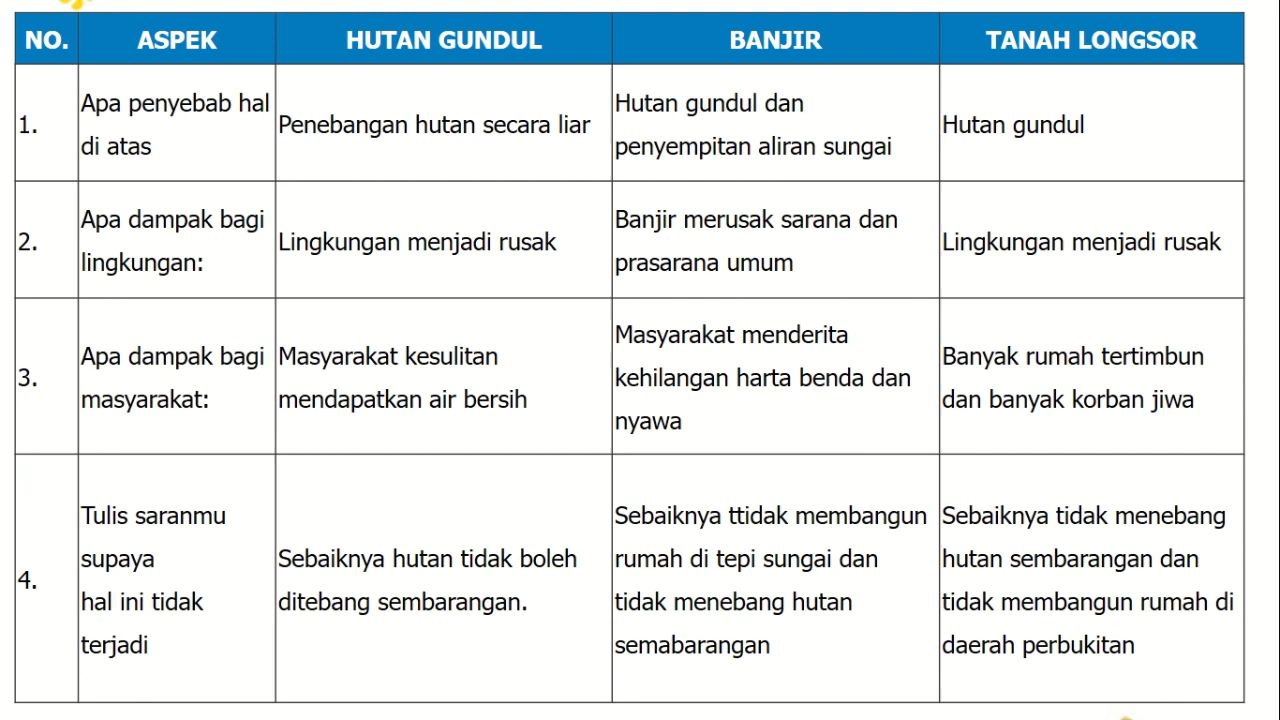 NO. ASPEK HUTAN GUNDUL BANJIR TANAH LONGSOR
1.
Apa penyebab hal
di atas
Penebangan hutan secara liar
Hutan gundul dan
penyempitan aliran sungai
Hutan gundul
2.
Apa dampak bagi
lingkungan:
Lingkungan menjadi rusak
Banjir merusak sarana dan
prasarana umum
Lingkungan menjadi rusak
3.
Apa dampak bagi
masyarakat:
Masyarakat kesulitan
mendapatkan air bersih
Masyarakat menderita
kehilangan harta benda dan
nyawa
Banyak rumah tertimbun
dan banyak korban jiwa
4.
Tulis saranmu
supaya
hal ini tidak
terjadi
Sebaiknya hutan tidak boleh
ditebang sembarangan.
Sebaiknya ttidak membangun
rumah di tepi sungai dan
tidak menebang hutan
semabarangan
Sebaiknya tidak menebang
hutan sembarangan dan
tidak membangun rumah di
daerah perbukitan